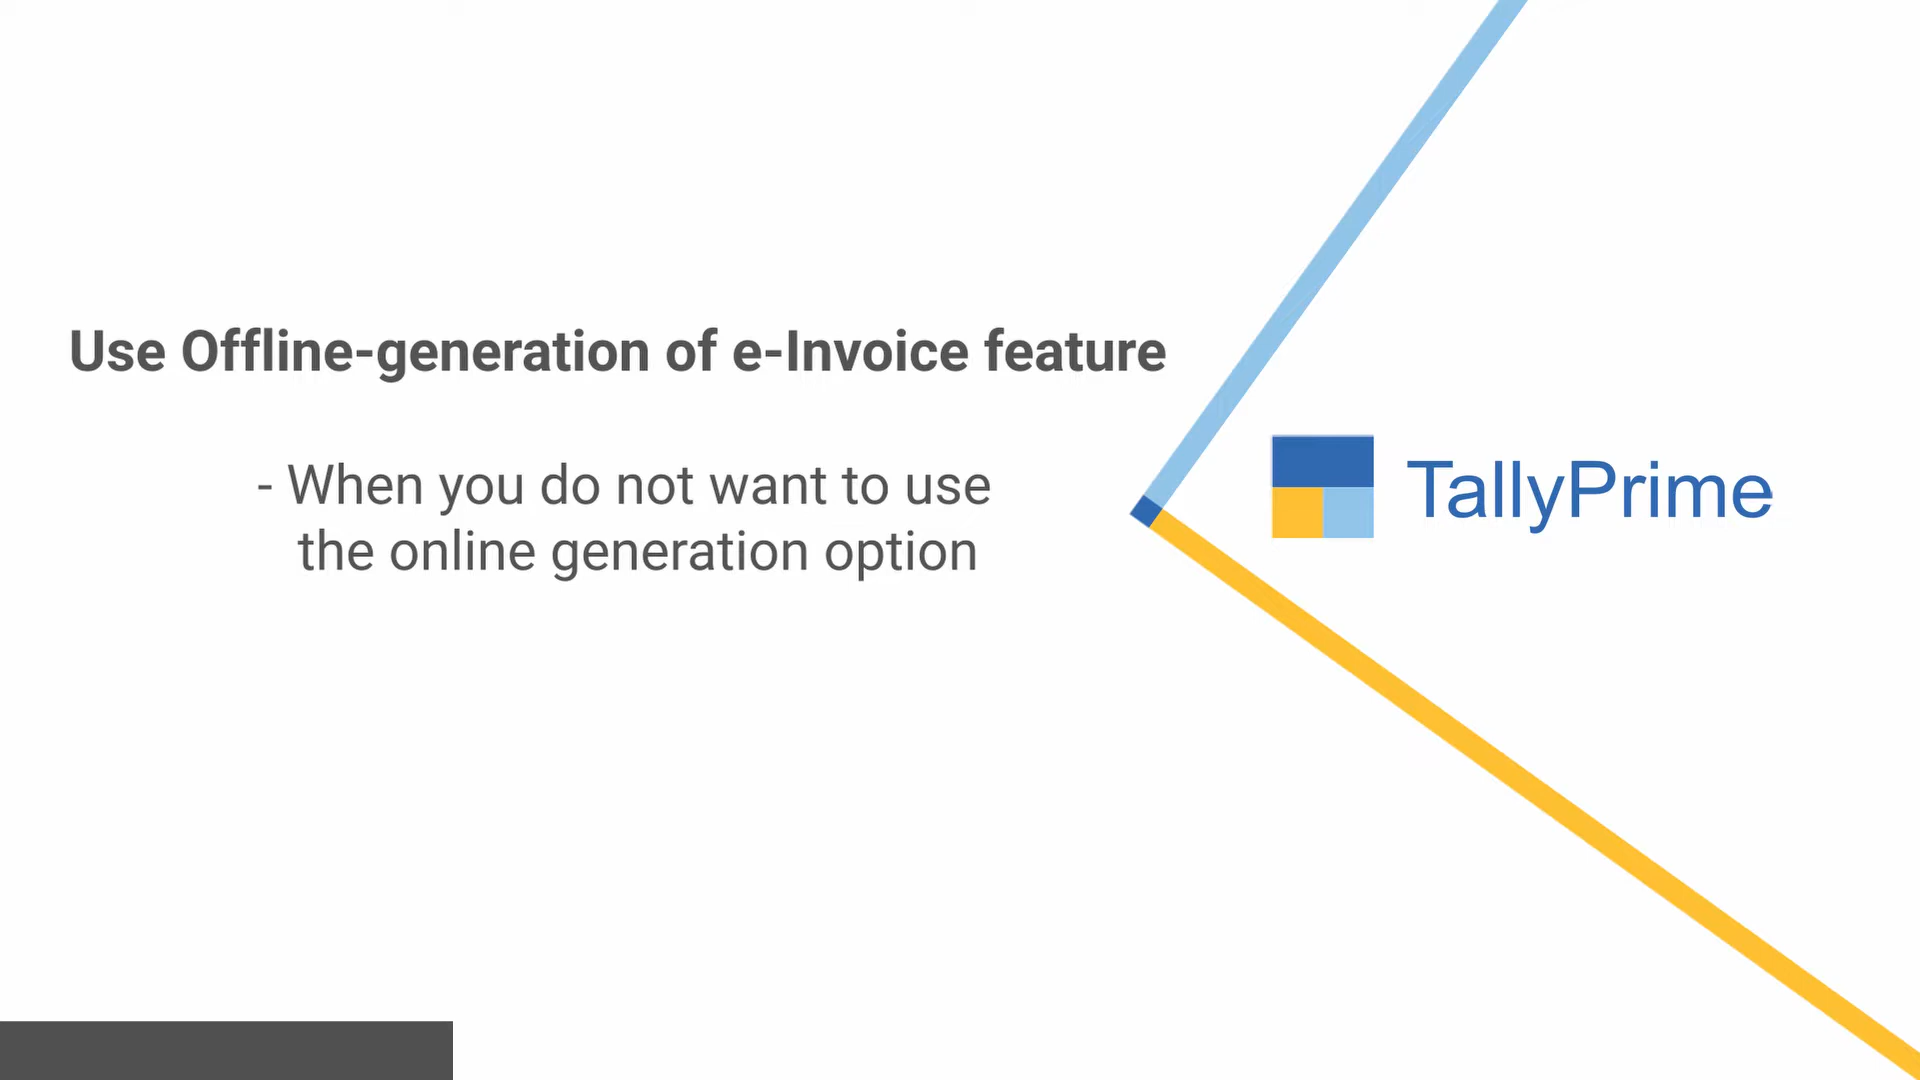 Use Offline-generation of e-Invoice feature
- When you do not want to use
the online generation option
TallyPrime